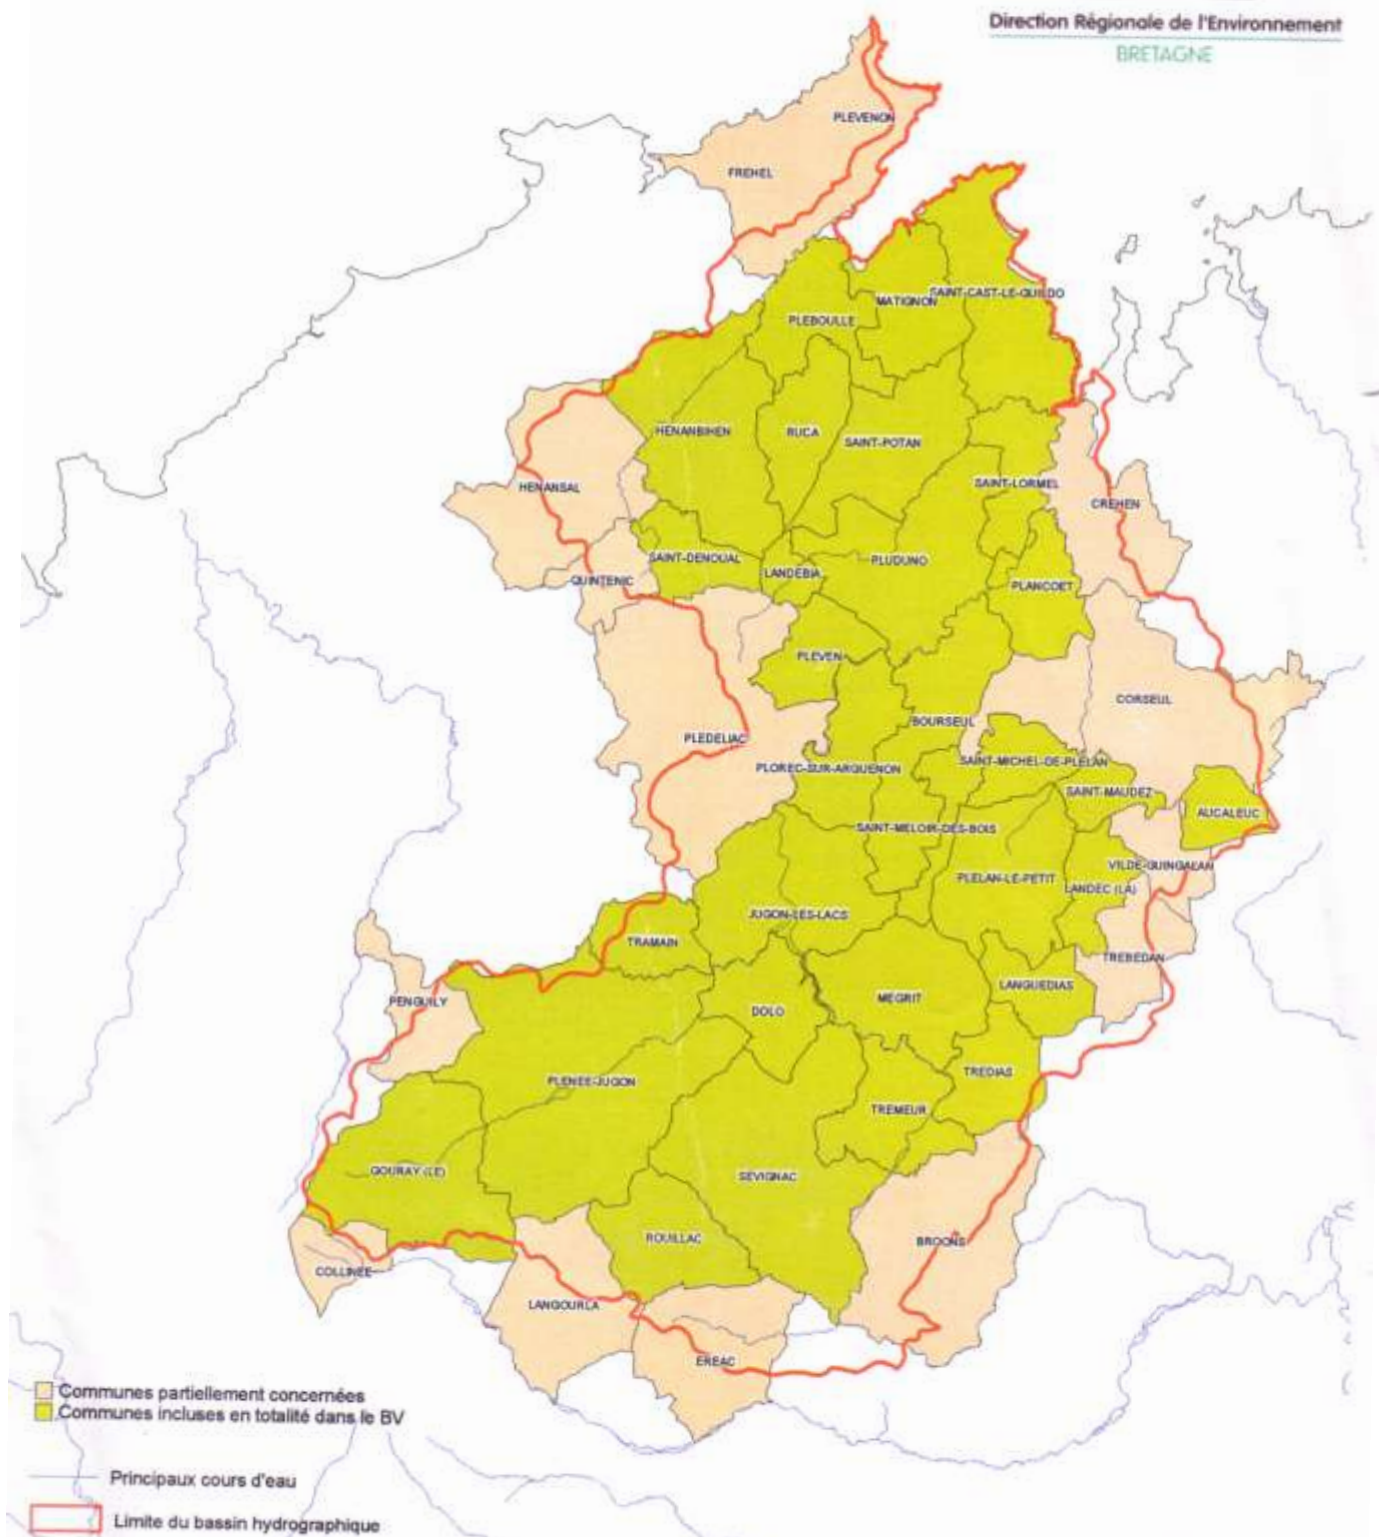 Direction Régionale de l'Environnement
BRETAGNE
PLEVENON
FREHEL
SAINT-CAST-LE-GUILDO
MATIGNON
PLEBOULLE
HENANBIHEN
RUCA
SAINT-POTAN
SAINT-LORMEL
HENANSAL
CREHEN
SAINT-DENOUAL
LANDEBIA
PLUDUNO
QUINTENIC
PLANCOET
PLEVEN
CORSEUL
BOURSEUL
PLEDELIAC
PLOREC-SUR-ARQUENON
SAINT-MICHEL-DE-PLELAN
SAINT-MAUDEZ
AUCALEUC
SAINT-MELOIR-DES-BOIS
VILDE-GUINGALAN
PLELAN-LE-PETIT
LANDEC (LA)
JUGON-LES-LACS
TRAMAIN
TREBEDAN
LANGUEDIAS
PENGUILY
MEGRIT
DOLO
TREDIAS
PLENEE-JUGON
TREMEUR
GOURAY (LE)
SEVIGNAC
ROUILLAC
BROONS
COLLINEE
LANGOURLA
EREAC
Communes partiellement concernées
Communes incluses en totalité dans le BV
Principaux cours d'eau
Limite du bassin hydrographique